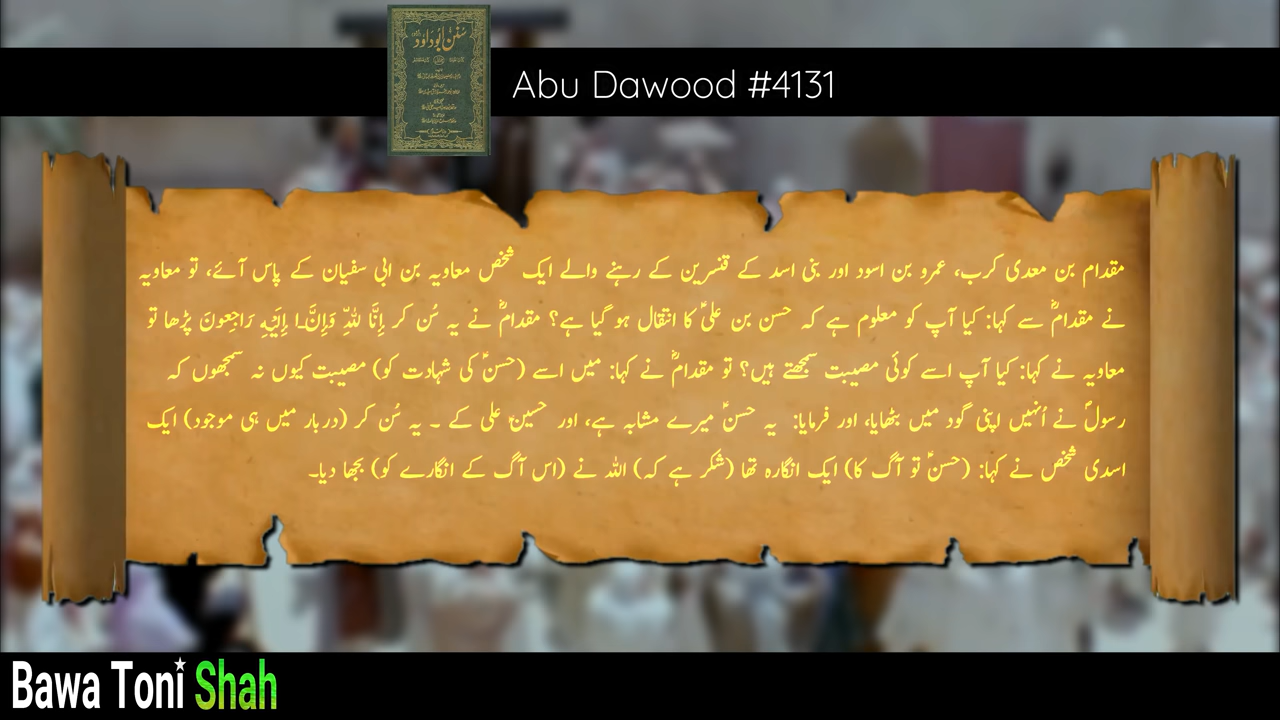 سنن ابوداود
Abu Dawood #4131
مقدام بن معدی کرب، عمرو بن اسود اور بنی اسد کے قنسرین کے رہنے والے ایک شخص معاویہ بن ابی سفیان کے پاس آئے، تو معاویہ
نے مقدامؓ سے کہا: کیا آپ کو معلوم ہے کہ حسن بن علیؑ کا انتقال ہو گیا ہے؟ مقدامؓ نے یہ سُن کر إِنَّا لِلّٰهِ وَإِنَّـا إِلَيْهِ رَاجِعونَ پڑھا تو
معاویہ نے کہا: کیا آپ اسے کوئی مصیبت سمجھتے ہیں؟ تو مقدامؓ نے کہا: میں اسے (حسنؑ کی شہادت کو) مصیبت کیوں نہ سمجھوں کہ
رسولؐ نے اُنہیں اپنی گود میں بٹھایا، اور فرمایا: یہ حسنؑ میرے مشابہ ہے، اور حسینؑ علی کے ۔ یہ سُن کر (دربار میں ہی موجود) ایک
اسدی شخص نے کہا: (حسنؑ تو آگ کا) ایک انگارہ تھا (شکر ہے کہ) اللہ نے (اس آگ کے انگارے کو) بجھا دیا۔
Bawa Toni Shah